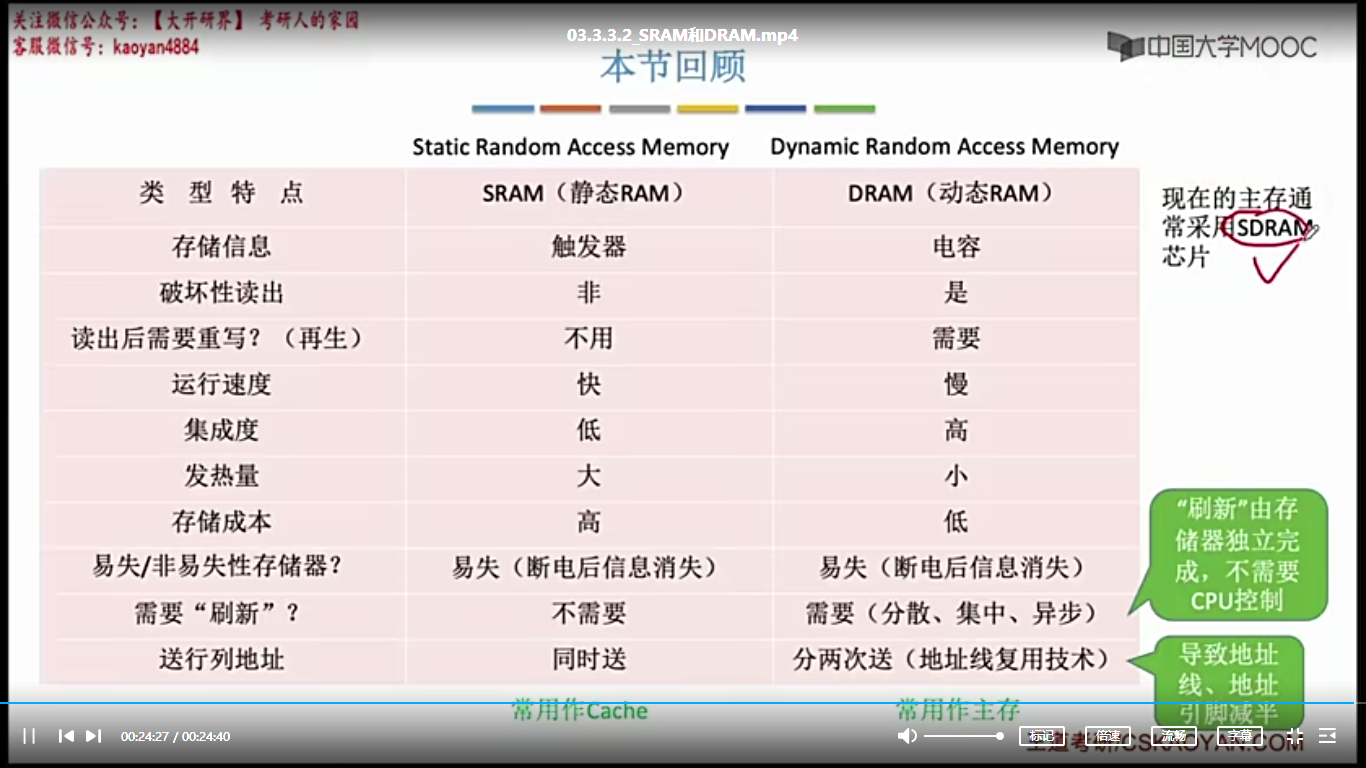 关注微信公众号：【大开研界】 考研人的家园
客服微信号：kaoyan4884
03.3.3.2_SRAM和DRAM.mp4
中国大学MOOC
本节回顾
Static Random Access Memory
Dynamic Random Access Memory
类 型 特 点 SRAM（静态RAM） DRAM（动态RAM）
存储信息 触发器 电容
破坏性读出 非 是
读出后需要重写？（再生） 不用 需要
运行速度 快 慢
集成度 低 高
发热量 大 小
存储成本 高 低
易失/非易失性存储器？ 易失（断电后信息消失） 易失（断电后信息消失）
需要“刷新”？ 不需要 需要（分散、集中、异步）
送行列地址 同时送 分两次送（地址线复用技术）
常用作Cache 常用作主存
现在的主存通
常采用SDRAM
芯片
“刷新”由存
储器独立完
成，不需要
CPU控制
导致地址
线、地址
引脚减半
王道考研/CSKAOYAN.COM
00:24:27 / 00:24:40
标记 倍速 流畅 字幕